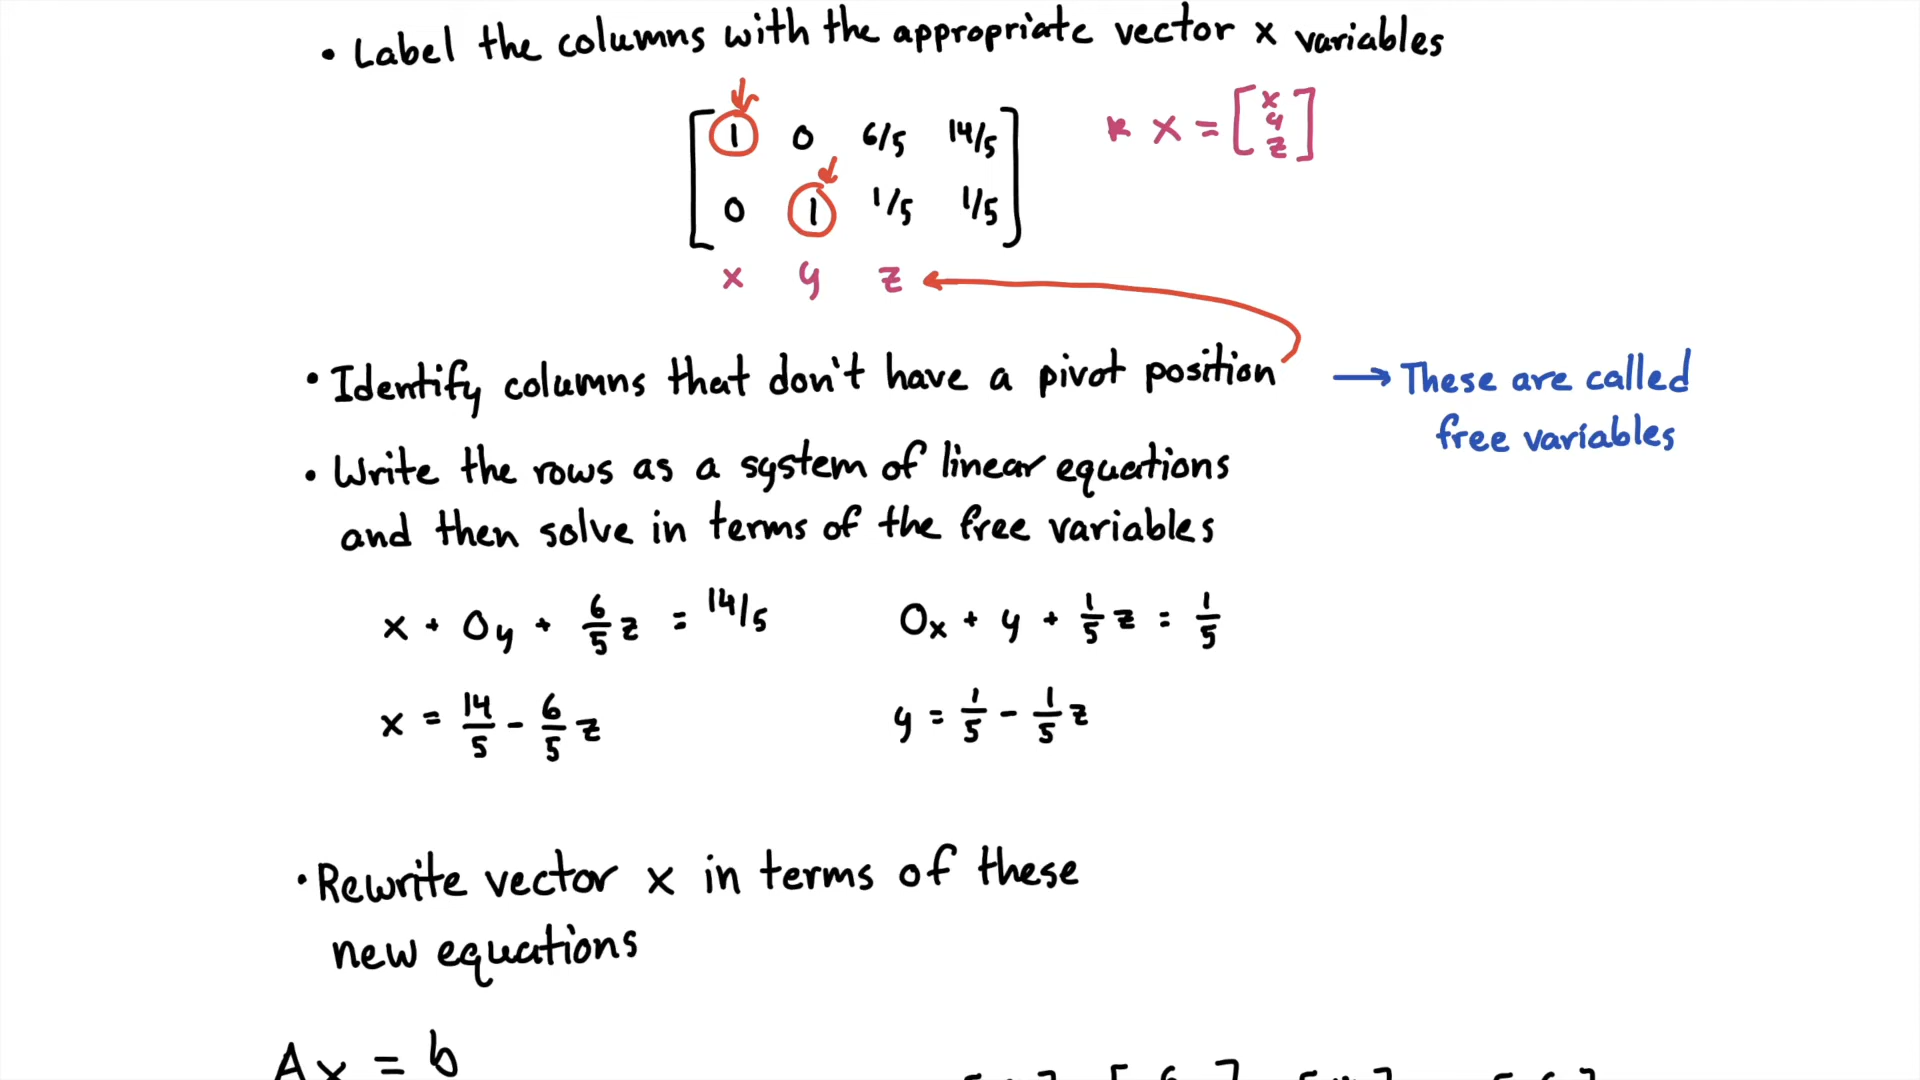 • Label the columns with the appropriate vector x variables
[ 1 0 6/5 14/5 ]
[ 0 1 1/5 1/5 ]
x y z
x = [ x y z ]
• Identify columns that don't have a pivot position → These are called
free variables
• Write the rows as a system of linear equations
and then solve in terms of the free variables
x + 0y + 6/5 z = 14/5
0x + y + 1/5 z = 1/5
x = 14/5 - 6/5 z
y = 1/5 - 1/5 z
• Rewrite vector x in terms of these
new equations
Ax = b